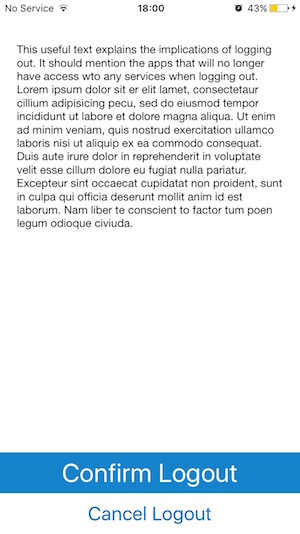 No Service 18:00 43%
This useful text explains the implications of logging
out. It should mention the apps that will no longer
have access wto any services when logging out.
Lorem ipsum dolor sit er elit lamet, consectetaur
cillium adipisicing pecu, sed do eiusmod tempor
incididunt ut labore et dolore magna aliqua. Ut enim
ad minim veniam, quis nostrud exercitation ullamco
laboris nisi ut aliquip ex ea commodo consequat.
Duis aute irure dolor in reprehenderit in voluptate
velit esse cillum dolore eu fugiat nulla pariatur.
Excepteur sint occaecat cupidatat non proident, sunt
in culpa qui officia deserunt mollit anim id est
laborum. Nam liber te conscient to factor tum poen
legum odioque civiuda.
Confirm Logout
Cancel Logout